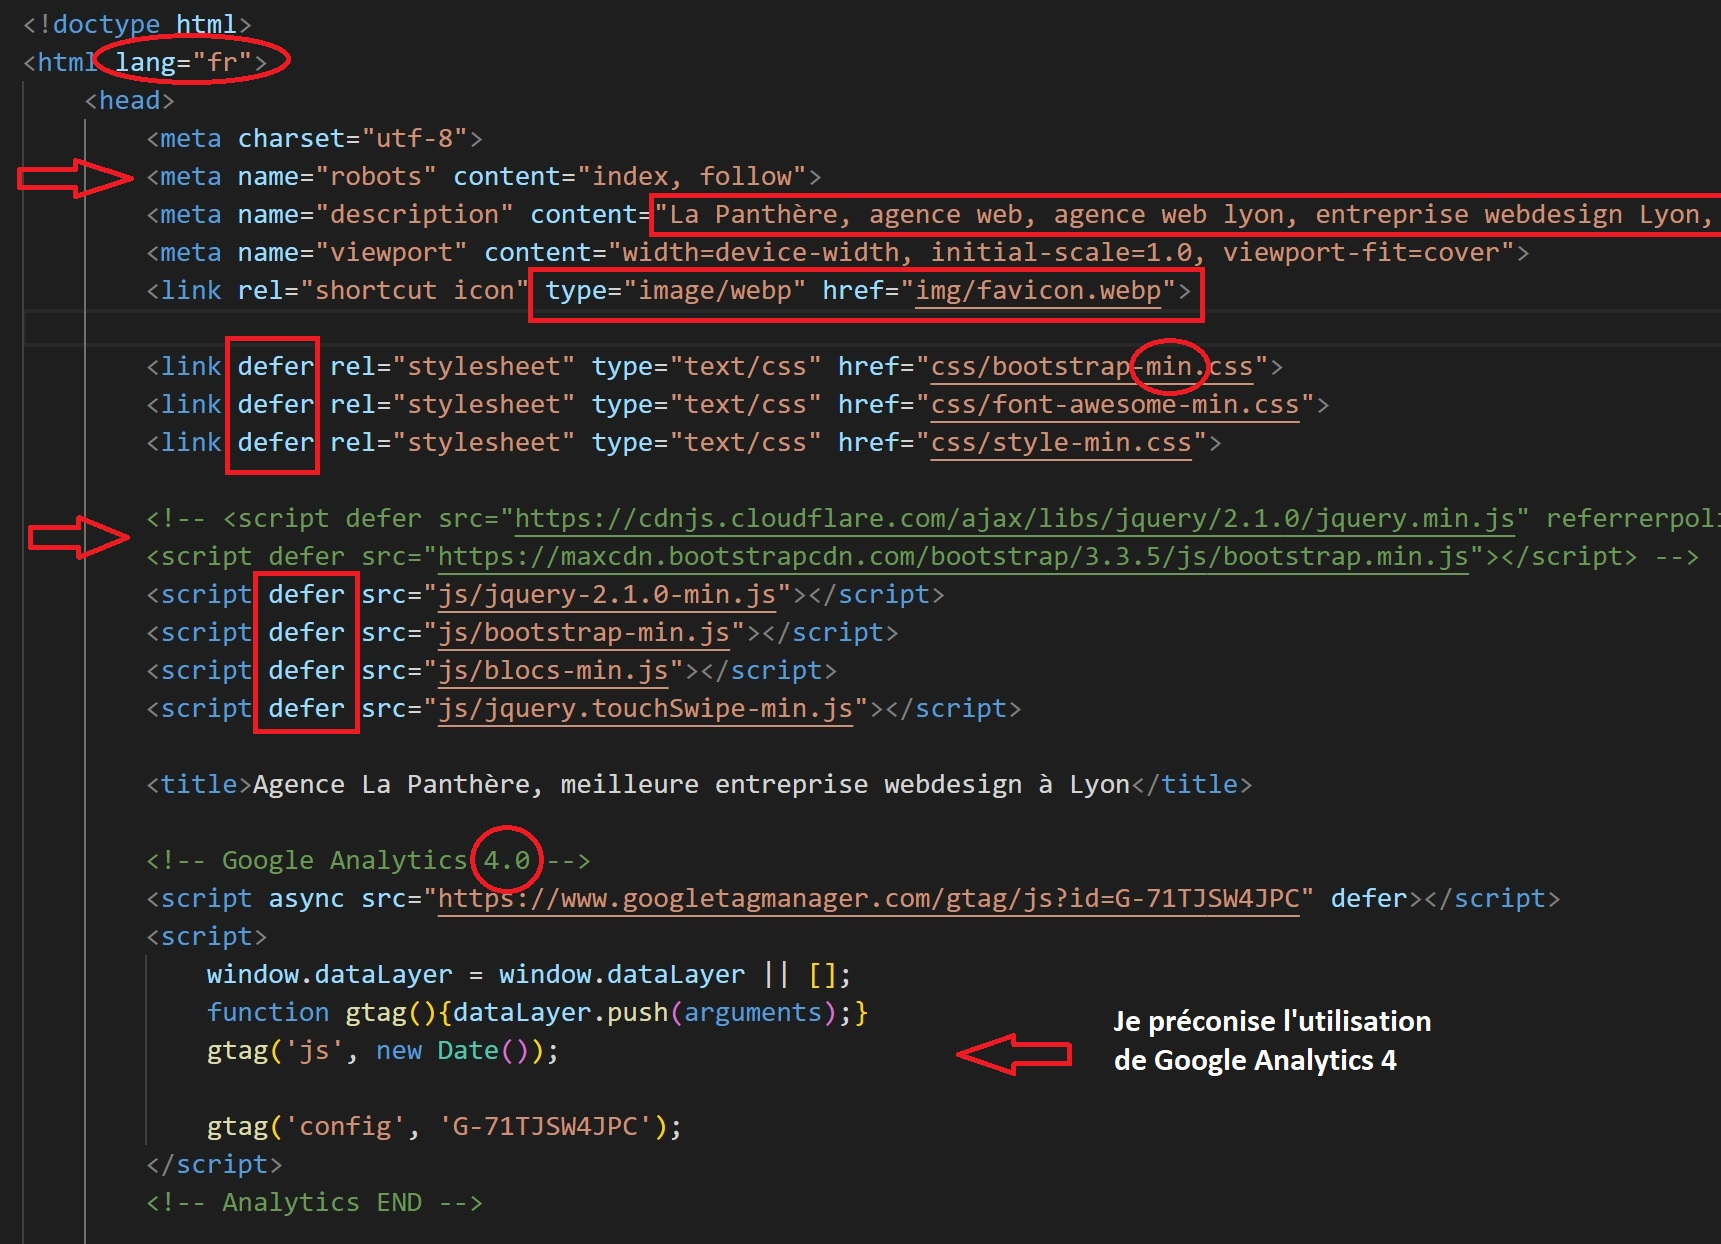 <!doctype html>
<html lang="fr">
<head>
<meta charset="utf-8">
<meta name="robots" content="index, follow">
<meta name="description" content="La Panthère, agence web, agence web lyon, entreprise webdesign Lyon,
<meta name="viewport" content="width=device-width, initial-scale=1.0, viewport-fit=cover">
<link rel="shortcut icon" type="image/webp" href="img/favicon.webp">
<link defer rel="stylesheet" type="text/css" href="css/bootstrap-min.css">
<link defer rel="stylesheet" type="text/css" href="css/font-awesome-min.css">
<link defer rel="stylesheet" type="text/css" href="css/style-min.css">
<!-- <script defer src="https://cdnjs.cloudflare.com/ajax/libs/jquery/2.1.0/jquery.min.js" referrerpoli
<script defer src="https://maxcdn.bootstrapcdn.com/bootstrap/3.3.5/js/bootstrap.min.js"></script> -->
<script defer src="js/jquery-2.1.0-min.js"></script>
<script defer src="js/bootstrap-min.js"></script>
<script defer src="js/blocs-min.js"></script>
<script defer src="js/jquery.touchSwipe-min.js"></script>
<title>Agence La Panthère, meilleure entreprise webdesign à Lyon</title>
<!-- Google Analytics 4.0 -->
<script async src="https://www.googletagmanager.com/gtag/js?id=G-71TJSW4JPC" defer></script>
<script>
window.dataLayer = window.dataLayer || [];
function gtag(){dataLayer.push(arguments);}
gtag('js', new Date());
Je préconise l'utilisation
de Google Analytics 4
gtag('config', 'G-71TJSW4JPC');
</script>
<!-- Analytics END -->